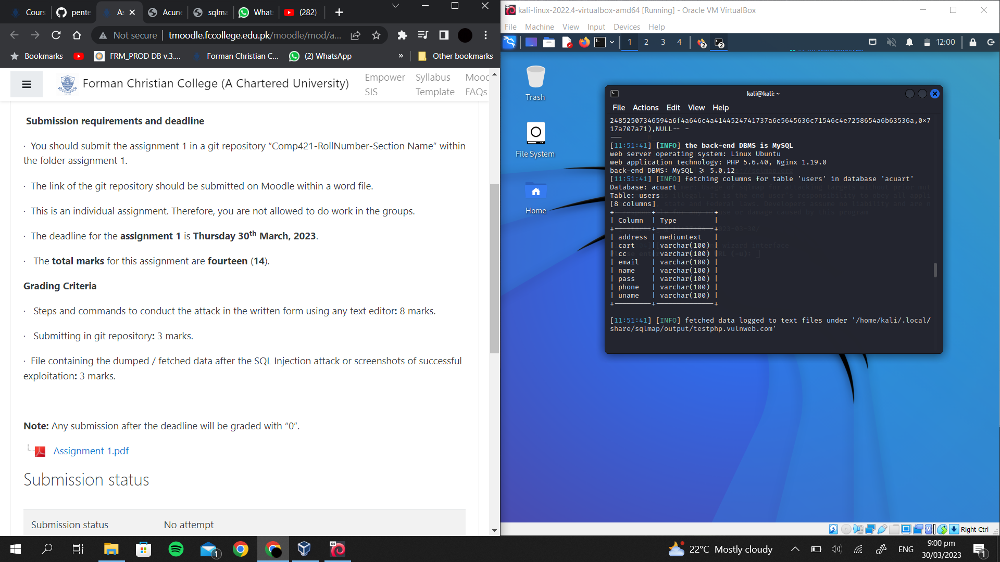 Cours
pente
As
Acun
sqlma
What
(282)
Not secure
tmoodle.fccollege.edu.pk/moodle/mod/a...
Bookmarks
FRM_PROD DB v.3....
Forman Christian C...
(2) WhatsApp
»
Other bookmarks
Forman Christian College (A Chartered University)
Empower SIS
Syllabus Template
Mooc FAQs
Submission requirements and deadline
· You should submit the assignment 1 in a git repository “Comp421-RollNumber-Section Name” within
the folder assignment 1.
· The link of the git repository should be submitted on Moodle within a word file.
· This is an individual assignment. Therefore, you are not allowed to do work in the groups.
· The deadline for the assignment 1 is Thursday 30th March, 2023.
· The total marks for this assignment are fourteen (14).
Grading Criteria
· Steps and commands to conduct the attack in the written form using any text editor: 8 marks.
· Submitting in git repository: 3 marks.
· File containing the dumped / fetched data after the SQL Injection attack or screenshots of successful
exploitation: 3 marks.
Note: Any submission after the deadline will be graded with “0”.
Assignment 1.pdf
Submission status
Submission status No attempt
kali-linux-2022.4-virtualbox-amd64 [Running] - Oracle VM VirtualBox
File Machine View Input Devices Help
1 2 3 4
2
2
12:00
Trash
File System
Home
kali@kali: ~
File Actions Edit View Help
24852507346594a6f4a646c4a4144524741737a6e5645636c71546c4e7258654a6b63536a,0×7
17a707a71),NULL-- -
---
[11:51:41] [INFO] the back-end DBMS is MySQL
web server operating system: Linux Ubuntu
web application technology: PHP 5.6.40, Nginx 1.19.0
back-end DBMS: MySQL ≥ 5.0.12
[11:51:41] [INFO] fetching columns for table 'users' in database 'acuart'
Database: acuart
Table: users
[8 columns]
+---------+--------------+
| Column | Type |
+---------+--------------+
| address | mediumtext |
| cart | varchar(100) |
| cc | varchar(100) |
| email | varchar(100) |
| name | varchar(100) |
| pass | varchar(100) |
| phone | varchar(100) |
| uname | varchar(100) |
+---------+--------------+
[11:51:41] [INFO] fetched data logged to text files under '/home/kali/.local/
share/sqlmap/output/testphp.vulnweb.com'
Right Ctrl
64
1
22°C Mostly cloudy
ENG
9:00 pm
30/03/2023
1